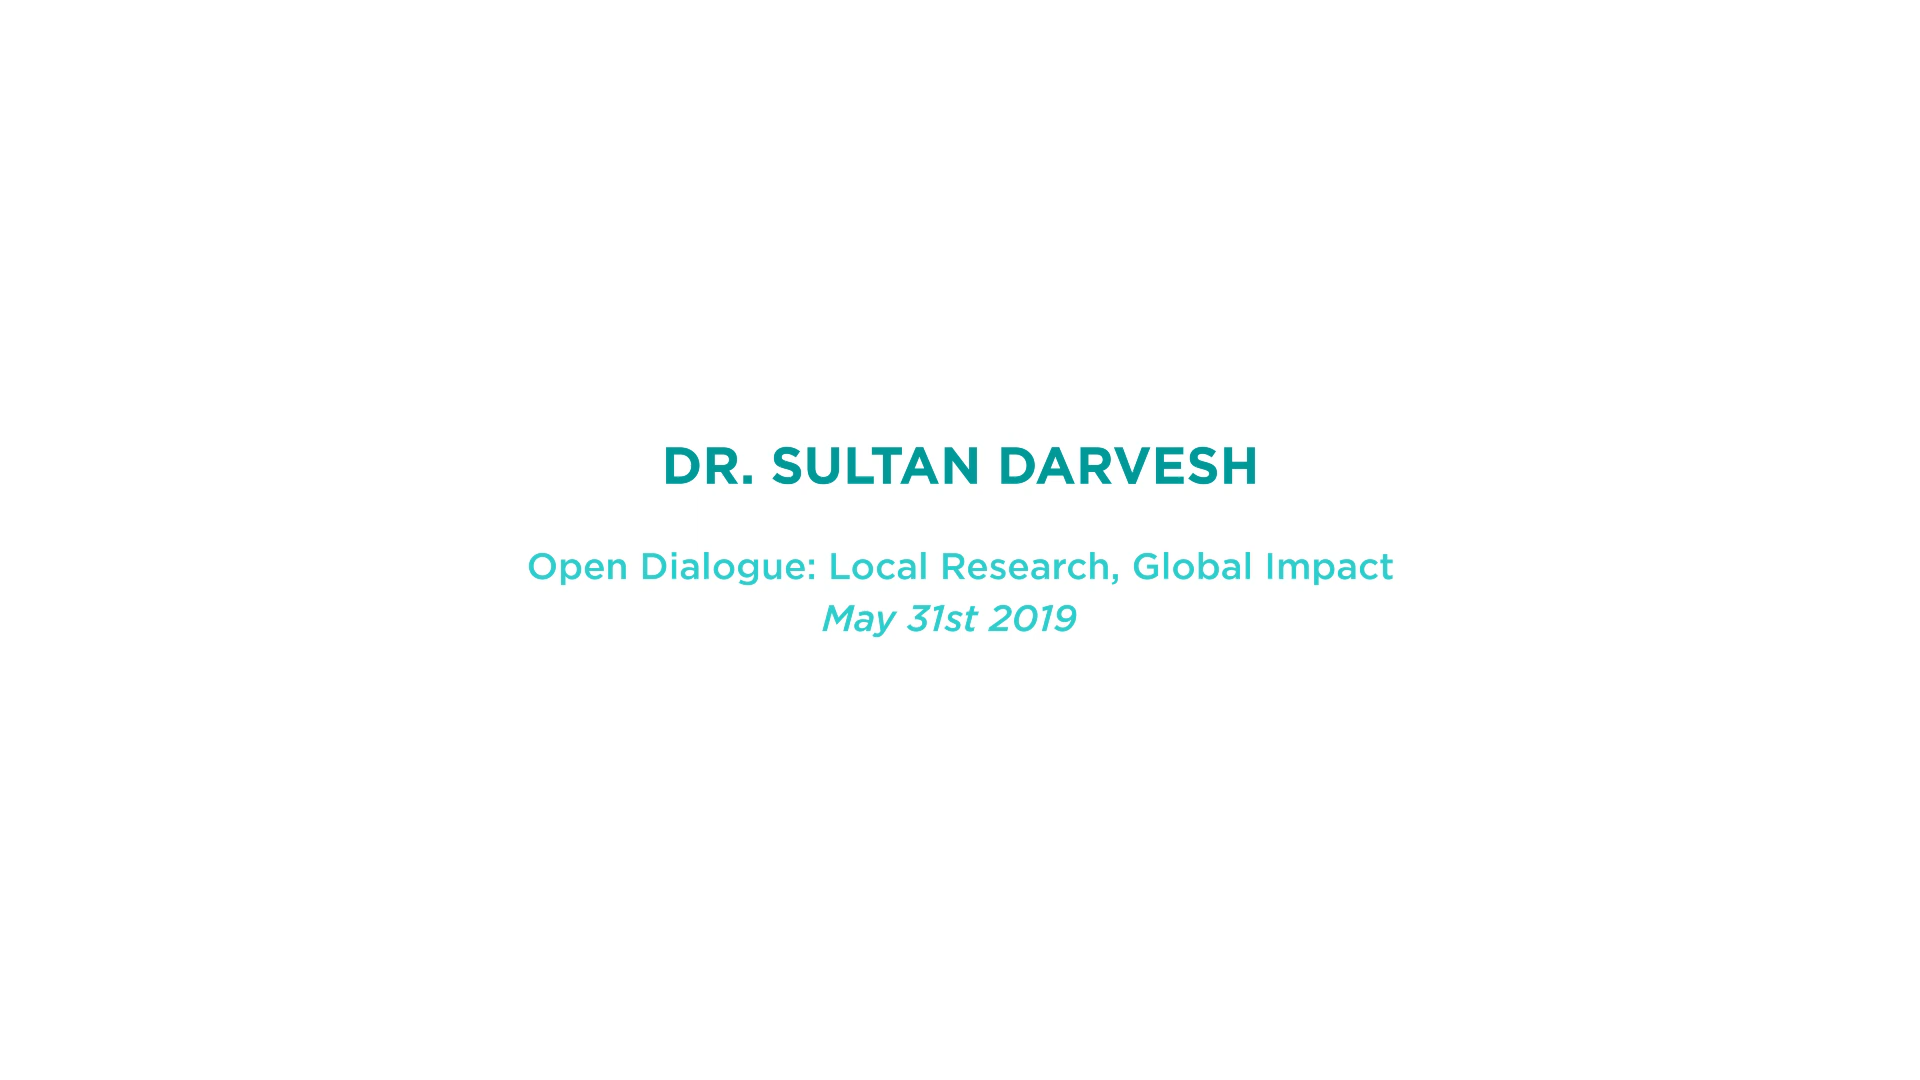 DR. SULTAN DARVESH
Open Dialogue: Local Research, Global Impact
May 31st 2019